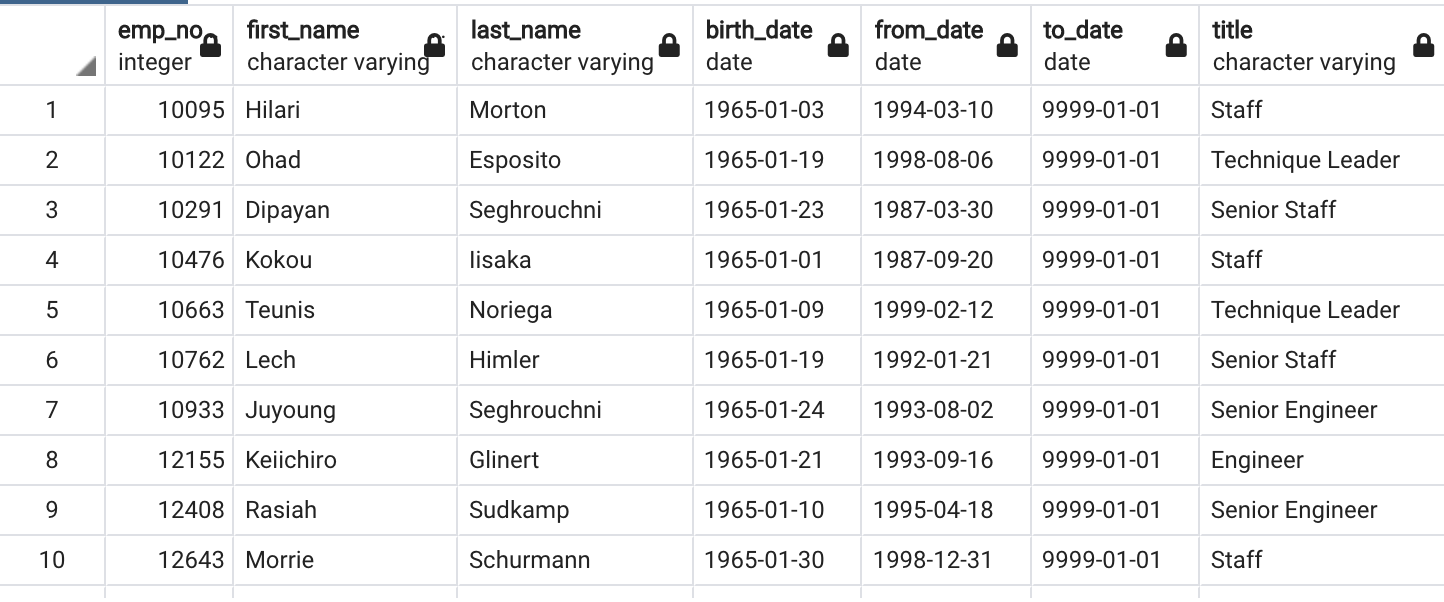 emp_no first_name last_name birth_date from_date to_date title
integer character varying character varying date date date character varying
1 10095 Hilari Morton 1965-01-03 1994-03-10 9999-01-01 Staff
2 10122 Ohad Esposito 1965-01-19 1998-08-06 9999-01-01 Technique Leader
3 10291 Dipayan Seghrouchni 1965-01-23 1987-03-30 9999-01-01 Senior Staff
4 10476 Kokou Iisaka 1965-01-01 1987-09-20 9999-01-01 Staff
5 10663 Teunis Noriega 1965-01-09 1999-02-12 9999-01-01 Technique Leader
6 10762 Lech Himler 1965-01-19 1992-01-21 9999-01-01 Senior Staff
7 10933 Juyoung Seghrouchni 1965-01-24 1993-08-02 9999-01-01 Senior Engineer
8 12155 Keiichiro Glinert 1965-01-21 1993-09-16 9999-01-01 Engineer
9 12408 Rasiah Sudkamp 1965-01-10 1995-04-18 9999-01-01 Senior Engineer
10 12643 Morrie Schurmann 1965-01-30 1998-12-31 9999-01-01 Staff